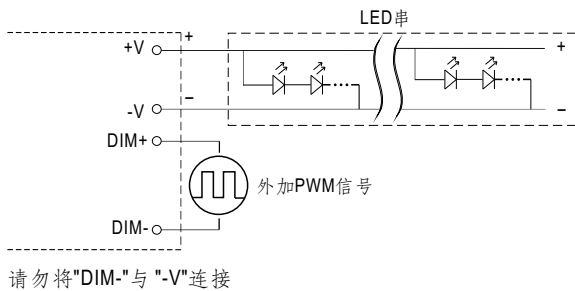 LED串
+V
+
+
-V
−
−
DIM+
外加PWM信号
DIM-
请勿将"DIM-"与 "-V"连接